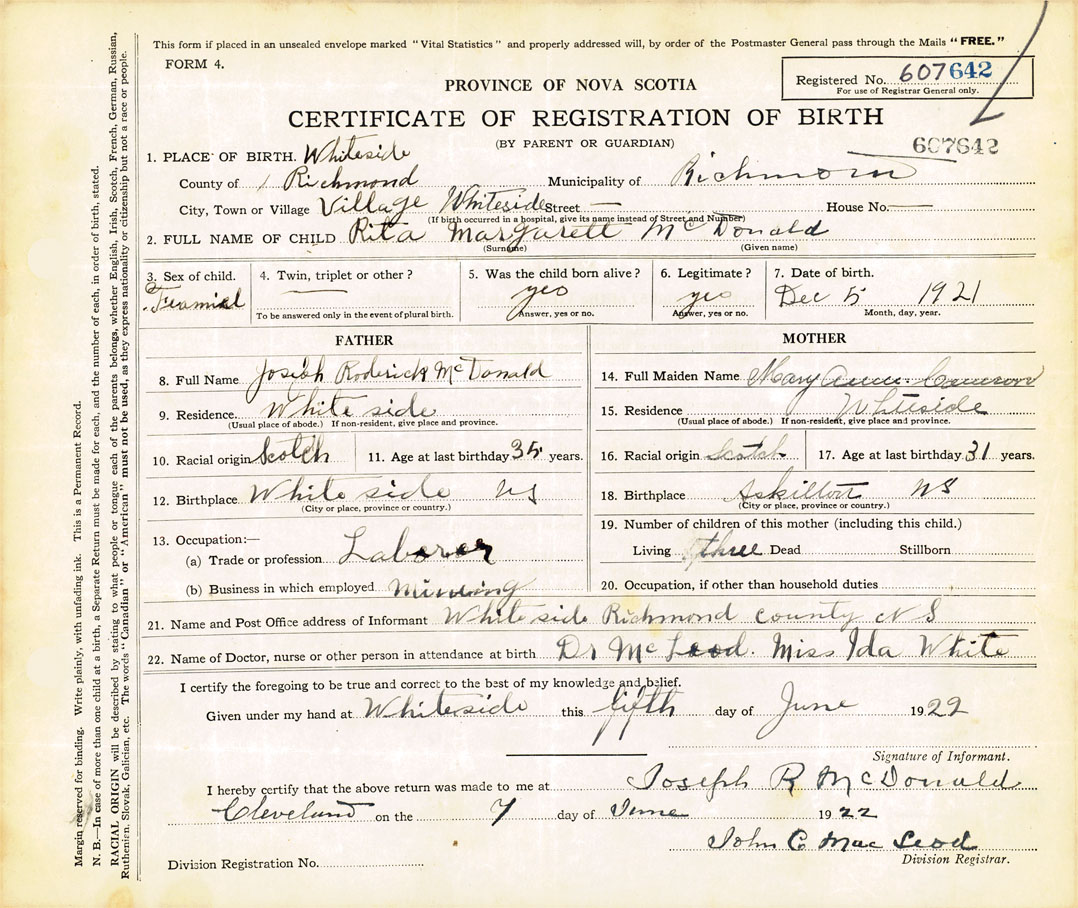 This form if placed in an unsealed envelope marked "Vital Statistics" and properly addressed will, by order of the Postmaster General pass through the Mails "FREE."
FORM 4.
Registered No. 607642
For use of Registrar General only.
PROVINCE OF NOVA SCOTIA
CERTIFICATE OF REGISTRATION OF BIRTH
(BY PARENT OR GUARDIAN)
607642
1. PLACE OF BIRTH. Whiteside
County of Richmond Municipality of Richmond
City, Town or Village Village Whiteside Street — House No. —
(If birth occurred in a hospital, give its name instead of Street and Number)
2. FULL NAME OF CHILD Rita Margarett McDonald
(Surname) (Given name)
3. Sex of child. 4. Twin, triplet or other? 5. Was the child born alive? 6. Legitimate? 7. Date of birth.
Feamial — yes yes Dec 5 1921
To be answered only in the event of plural birth. Answer, yes or no. Answer, yes or no. Month, day, year.
FATHER
8. Full Name Joseph Roderick McDonald
9. Residence. White side
(Usual place of abode.) If non-resident, give place and province.
10. Racial origin Scotch 11. Age at last birthday 35 years.
12. Birthplace White side NS
(City or place, province or country.)
13. Occupation:—
(a) Trade or profession Laborer
(b) Business in which employed Minning
MOTHER
14. Full Maiden Name Mary Ann Cameron
15. Residence Whiteside
(Usual place of abode.) If non-resident, give place and province.
16. Racial origin Scotch 17. Age at last birthday 31 years.
18. Birthplace Askilton NS
(City or place, province or country.)
19. Number of children of this mother (including this child.)
Living three Dead Stillborn
20. Occupation, if other than household duties
21. Name and Post Office address of Informant White side Richmond county N S
22. Name of Doctor, nurse or other person in attendance at birth Dr McLeod. Miss Ida White
I certify the foregoing to be true and correct to the best of my knowledge and belief.
Given under my hand at Whiteside this fifth day of June 1922
Signature of Informant.
I hereby certify that the above return was made to me at Joseph R McDonald
Cleveland on the 7 day of June 1922
John C MacLeod
Division Registrar.
Division Registration No.
Margin reserved for binding. Write plainly, with unfading ink. This is a Permanent Record.
N. B.—In case of more than one child at a birth, a Separate Return must be made for each, and the number of each, in order of birth, stated.
RACIAL ORIGIN will be described by stating to what people or tongue each of the parents belongs, whether English, Irish, Scotch, French, German, Russian,
Ruthenien, Slovak, Galician, etc. The words "Canadian" or "American" must not be used, as they express nationality or citizenship but not a race or people.